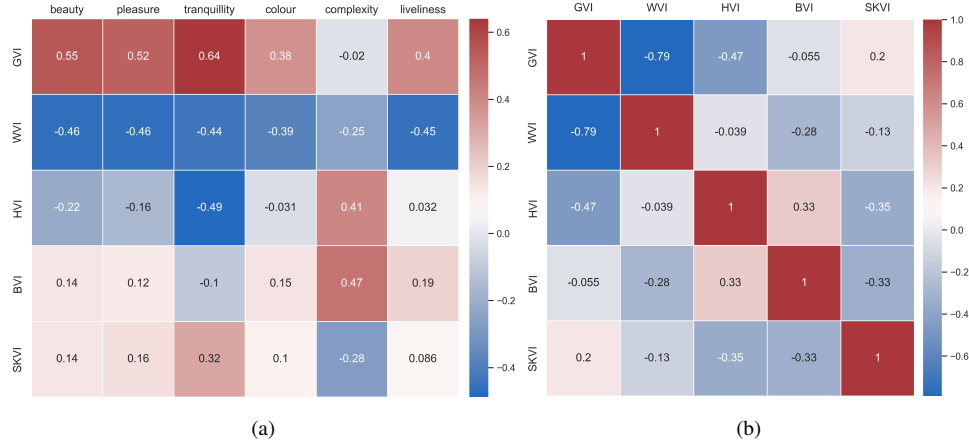 beauty pleasure tranquillity colour complexity liveliness
GVI 0.55 0.52 0.64 0.38 -0.02 0.4
WVI -0.46 -0.46 -0.44 -0.39 -0.25 -0.45
HVI -0.22 -0.16 -0.49 -0.031 0.41 0.032
BVI 0.14 0.12 -0.1 0.15 0.47 0.19
SKVI 0.14 0.16 0.32 0.1 -0.28 0.086
0.6
0.4
0.2
0.0
-0.2
-0.4
(a)
GVI WVI HVI BVI SKVI
GVI 1 -0.79 -0.47 -0.055 0.2
WVI -0.79 1 -0.039 -0.28 -0.13
HVI -0.47 -0.039 1 0.33 -0.35
BVI -0.055 -0.28 0.33 1 -0.33
SKVI 0.2 -0.13 -0.35 -0.33 1
1.0
0.8
0.6
0.4
0.2
0.0
-0.2
-0.4
-0.6
(b)